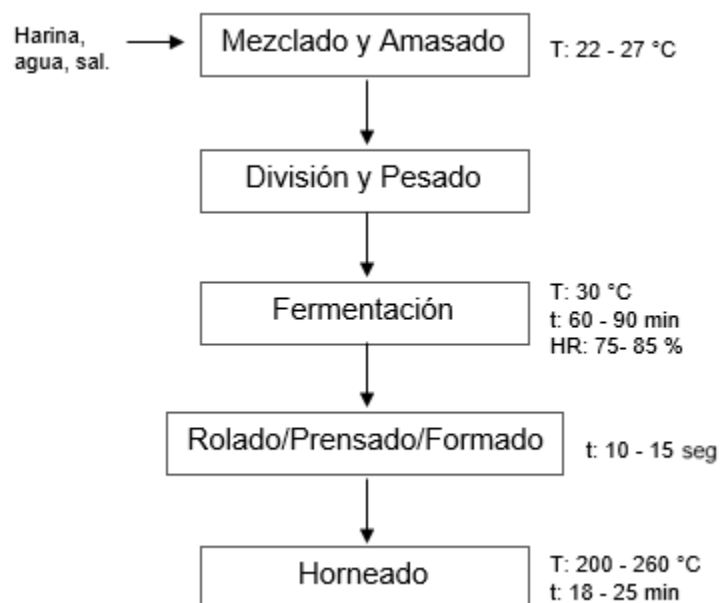 Harina,
agua, sal.
Mezclado y Amasado
T: 22 - 27 °C
División y Pesado
Fermentación
T: 30 °C
t: 60 - 90 min
HR: 75- 85 %
Rolado/Prensado/Formado
t: 10 - 15 seg
Horneado
T: 200 - 260 °C
t: 18 - 25 min